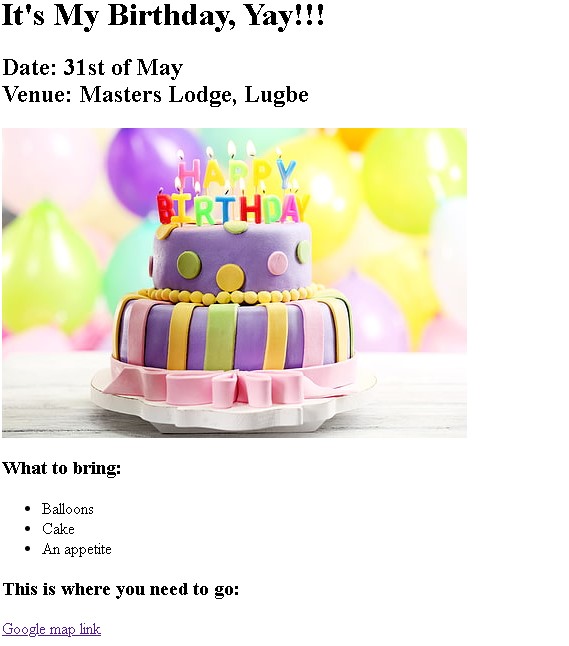 It's My Birthday, Yay!!!
Date: 31st of May
Venue: Masters Lodge, Lugbe
HAPPY
BIRTHDAY
What to bring:
Balloons
Cake
An appetite
This is where you need to go:
Google map link